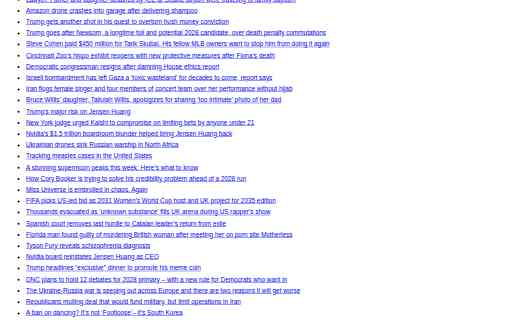 Amazon drone crashes into garage after delivering shampoo
Trump gets another shot in his quest to overturn hush money conviction
Trump goes after Newsom, a longtime foil and potential 2028 candidate, over death penalty commutations
Steve Cohen paid $450 million for Tarik Skubal. His fellow MLB owners want to stop him from doing it again
Cincinnati Zoo's hippo exhibit reopens with new protective measures after Fiona's death
Democratic congressman resigns after damning House ethics report
Israeli bombardment has left Gaza a 'toxic wasteland' for decades to come, report says
Iran flogs female singer and four members of concert team over her performance without hijab
Bruce Willis' daughter, Tallulah Willis, apologizes for sharing 'too intimate' photo of her dad
Trump's major risk on Jensen Huang
New York judge urged Kalshi to compromise on limiting bets by anyone under 21
Nvidia's $1.5 trillion boardroom blunder helped bring Jensen Huang back
Ukrainian drones sink Russian warship in North Africa
Tracking measles cases in the United States
A stunning supermoon peaks this week. Here's what to know
How Cory Booker is trying to solve his credibility problem ahead of a 2028 run
Miss Universe is embroiled in chaos. Again
FIFA picks US-led bid as 2031 Women's World Cup host and UK project for 2035 edition
Thousands evacuated as 'unknown substance' fills UK arena during US rapper's show
Spanish court removes last hurdle to Catalan leader's return from exile
Florida man found guilty of murdering British woman after meeting her on porn site Motherless
Tyson Fury reveals schizophrenia diagnosis
Nvidia board reinstates Jensen Huang as CEO
Trump headlines "exclusive" dinner to promote his meme coin
DNC plans to hold 12 debates for 2028 primary – with a new rule for Democrats who want in
The Ukraine-Russia war is seeping out across Europe and there are two reasons it will get worse
Republicans mulling deal that would fund military, but limit operations in Iran
A ban on dancing? It's not 'Footloose' – it's South Korea